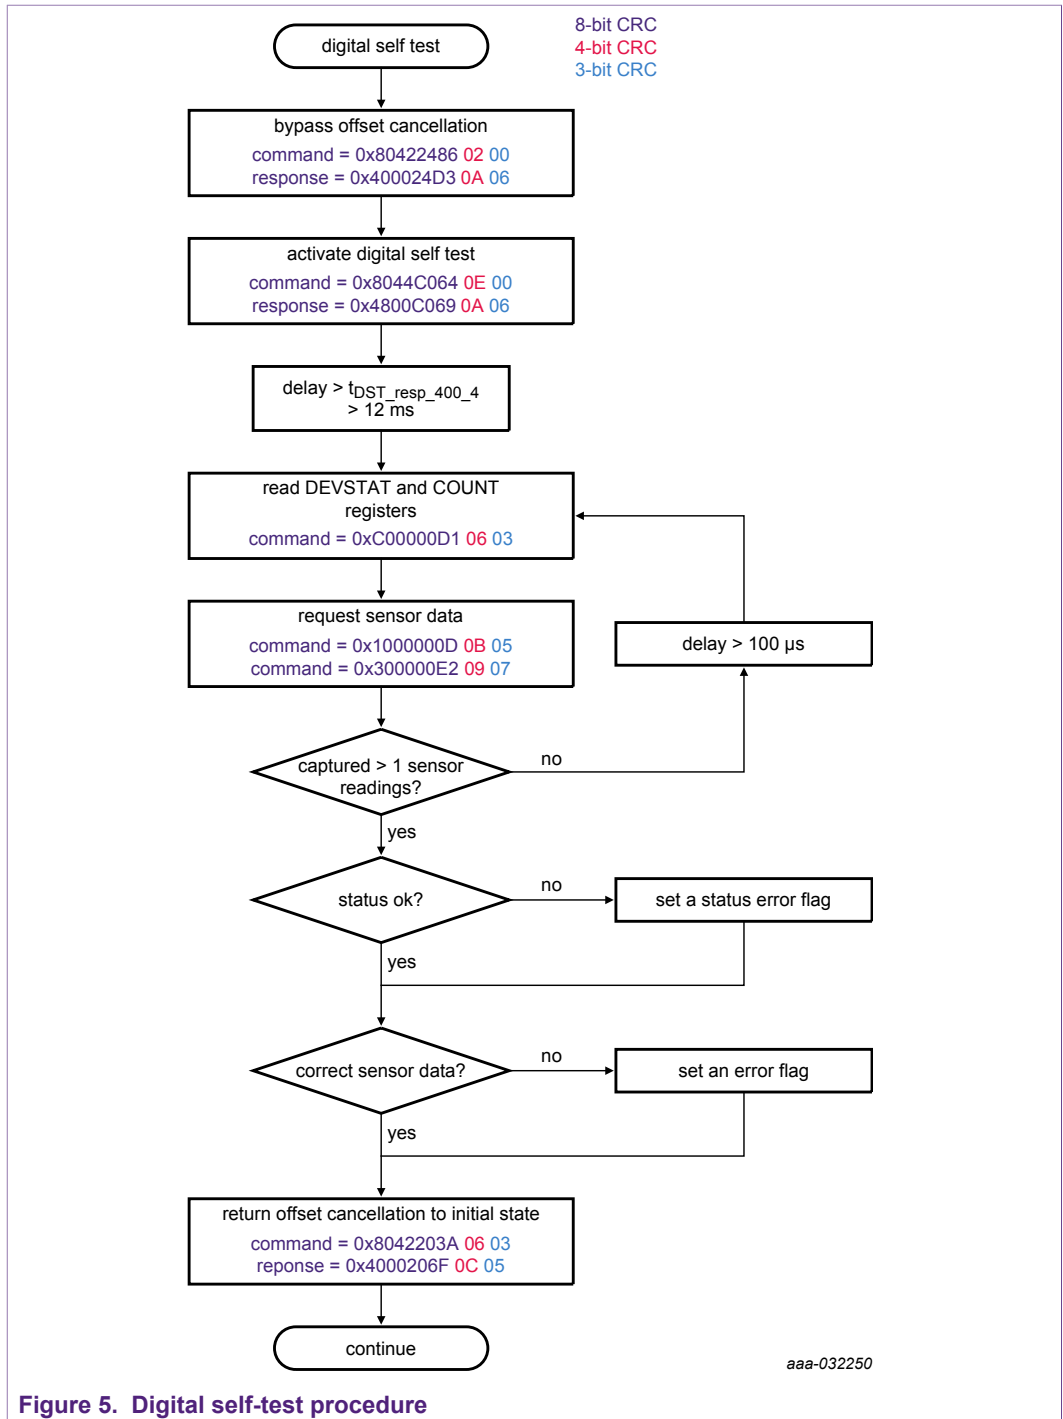 8-bit CRC
4-bit CRC
3-bit CRC
digital self test
bypass offset cancellation
command = 0x80422486 02 00
response = 0x400024D3 0A 06
activate digital self test
command = 0x8044C064 0E 00
response = 0x4800C069 0A 06
delay > tDST_resp_400_4
> 12 ms
read DEVSTAT and COUNT
registers
command = 0xC00000D1 06 03
request sensor data
command = 0x1000000D 0B 05
command = 0x300000E2 09 07
delay > 100 µs
captured > 1 sensor
readings?
no
yes
status ok?
no
set a status error flag
yes
correct sensor data?
no
set an error flag
yes
return offset cancellation to initial state
command = 0x8042203A 06 03
reponse = 0x4000206F 0C 05
continue
aaa-032250
Figure 5. Digital self-test procedure